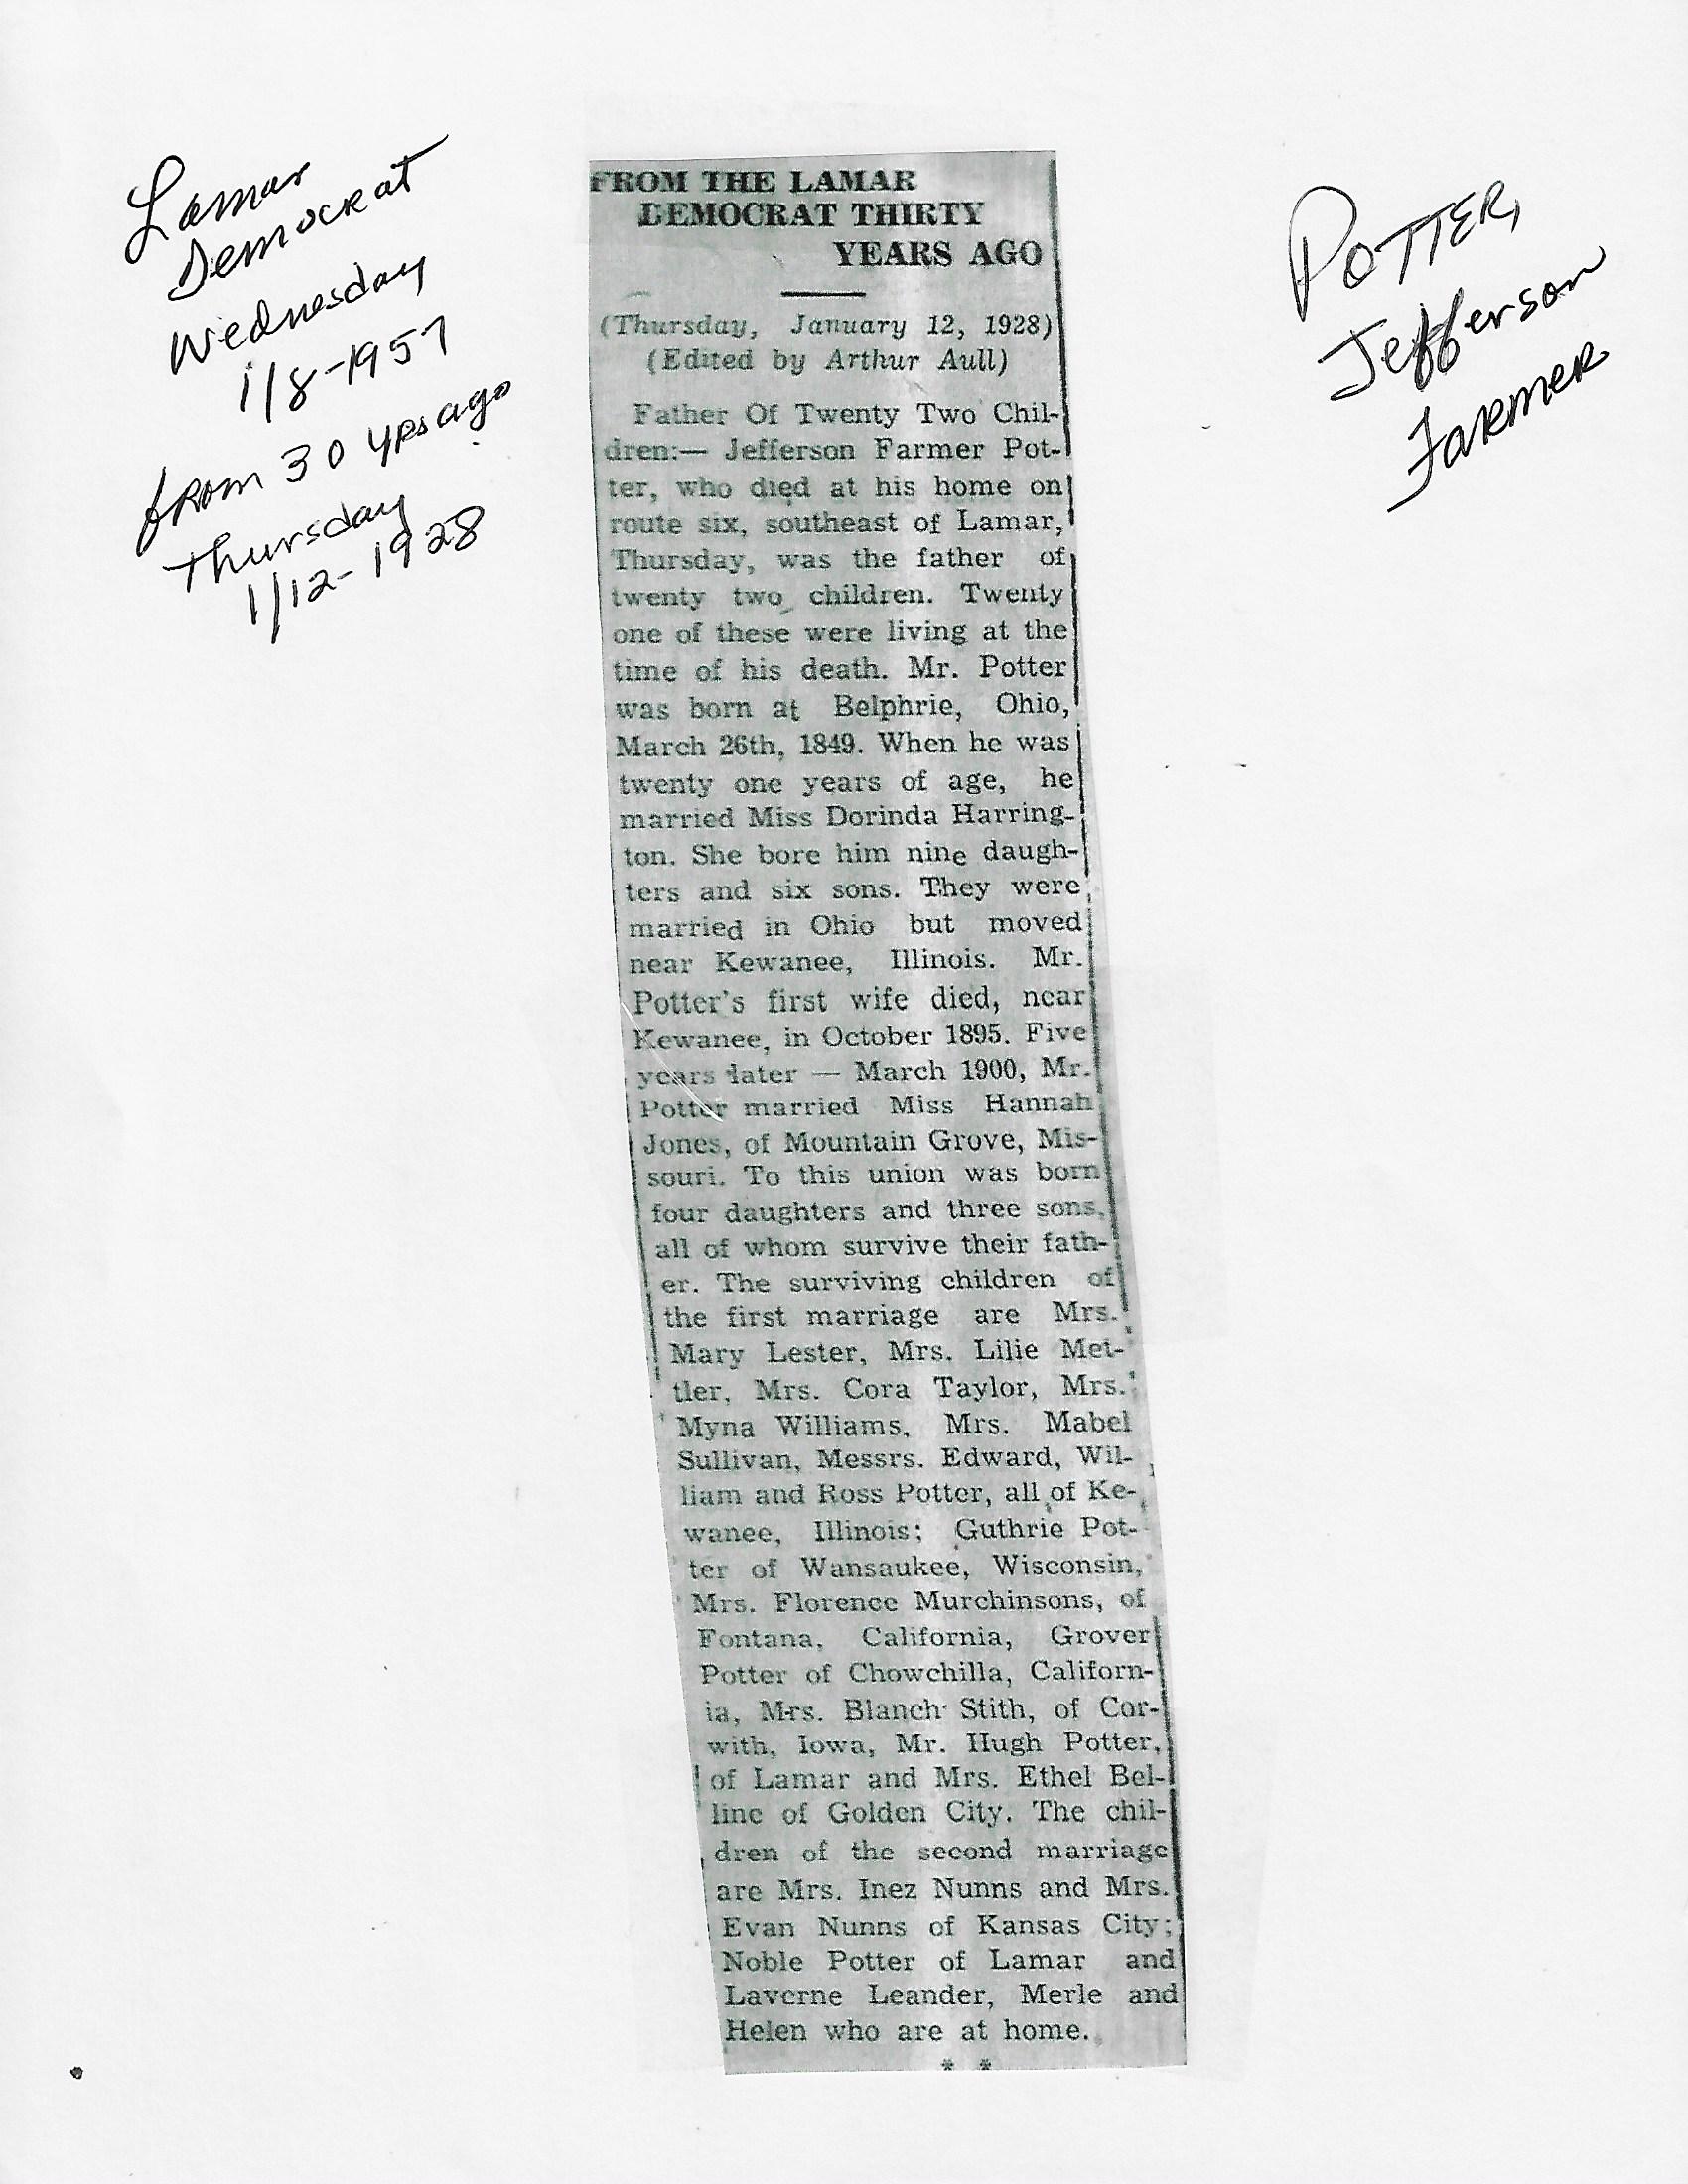 Lamar
Democrat
Wednesday
1/8-1957
from 30 yrs ago
Thursday
1/12-1928
POTTER,
Jefferson
Farmer
FROM THE LAMAR
DEMOCRAT THIRTY
YEARS AGO
(Thursday, January 12, 1928)
(Edited by Arthur Aull)
Father Of Twenty Two Chil-
dren:— Jefferson Farmer Pot-
ter, who died at his home on
route six, southeast of Lamar,
Thursday, was the father of
twenty two children. Twenty
one of these were living at the
time of his death. Mr. Potter
was born at Belphrie, Ohio,
March 26th, 1849. When he was
twenty one years of age, he
married Miss Dorinda Harring-
ton. She bore him nine daugh-
ters and six sons. They were
married in Ohio but moved
near Kewanee, Illinois. Mr.
Potter's first wife died, near
Kewanee, in October 1895. Five
years later — March 1900, Mr.
Potter married Miss Hannah
Jones, of Mountain Grove, Mis-
souri. To this union was born
four daughters and three sons,
all of whom survive their fath-
er. The surviving children of
the first marriage are Mrs.
Mary Lester, Mrs. Lilie Met-
tler, Mrs. Cora Taylor, Mrs.
Myna Williams, Mrs. Mabel
Sullivan, Messrs. Edward, Wil-
liam and Ross Potter, all of Ke-
wanee, Illinois; Guthrie Pot-
ter of Wansaukee, Wisconsin,
Mrs. Florence Murchinsons, of
Fontana, California, Grover
Potter of Chowchilla, Californ-
ia, Mrs. Blanch Stith, of Cor-
with, Iowa, Mr. Hugh Potter,
of Lamar and Mrs. Ethel Bel-
line of Golden City. The chil-
dren of the second marriage
are Mrs. Inez Nunns and Mrs.
Evan Nunns of Kansas City;
Noble Potter of Lamar and
Laverne Leander, Merle and
Helen who are at home.
* *